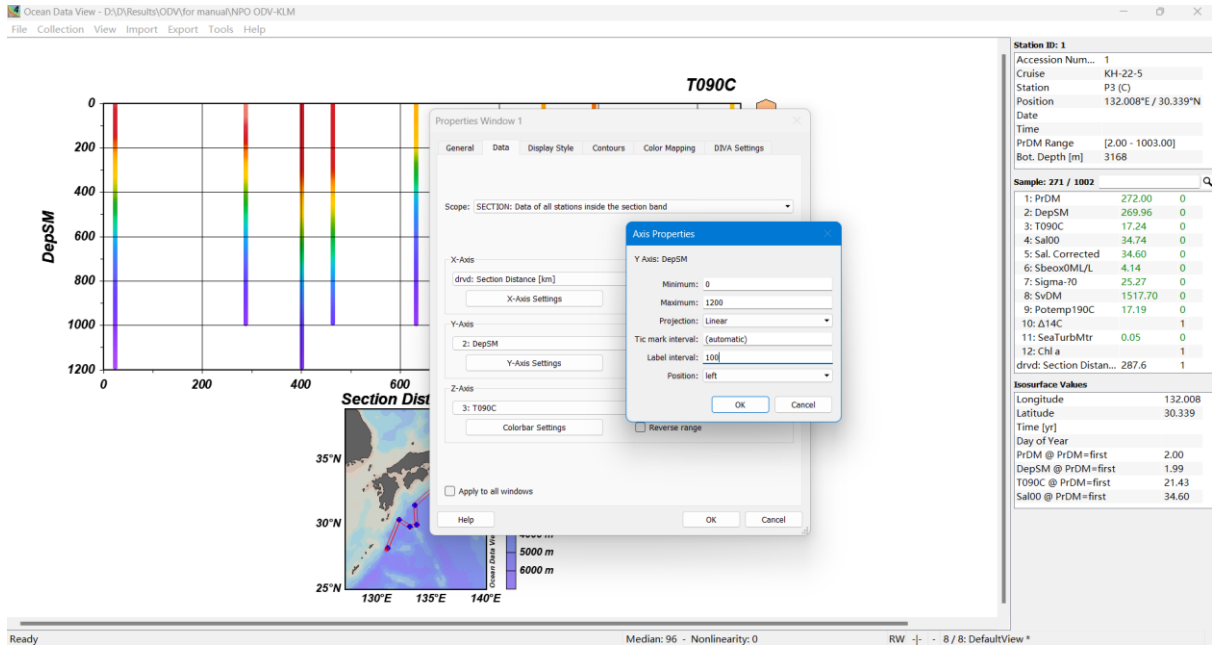 Ocean Data View - D:\D\Results\ODV\for manual\NPO ODV-KLM
File Collection View Import Export Tools Help
T090C
0
200
400
600
800
1000
1200
DepSM
0 200 400 600
Section Dist
35°N
30°N
25°N
130°E 135°E 140°E
5000 m
6000 m
Ocean Data View
Properties Window 1
General Data Display Style Contours Color Mapping DIVA Settings
Scope: SECTION: Data of all stations inside the section band
X-Axis
drvd: Section Distance [km]
X-Axis Settings
Y-Axis
2: DepSM
Y-Axis Settings
Z-Axis
3: T090C
Colorbar Settings
Reverse range
Apply to all windows
Help OK Cancel
Axis Properties
Y Axis: DepSM
Minimum: 0
Maximum: 1200
Projection: Linear
Tic mark interval: (automatic)
Label interval: 100
Position: left
OK Cancel
Station ID: 1
Accession Num... 1
Cruise KH-22-5
Station P3 (C)
Position 132.008°E / 30.339°N
Date
Time
PrDM Range [2.00 - 1003.00]
Bot. Depth [m] 3168
Sample: 271 / 1002
1: PrDM 272.00 0
2: DepSM 269.96 0
3: T090C 17.24 0
4: Sal00 34.74 0
5: Sal. Corrected 34.60 0
6: Sbeox0ML/L 4.14 0
7: Sigma-?0 25.27 0
8: SvDM 1517.70 0
9: Potemp190C 17.19 0
10: Δ14C 1
11: SeaTurbMtr 0.05 0
12: Chl a 1
drvd: Section Distan... 287.6 1
Isosurface Values
Longitude 132.008
Latitude 30.339
Time [yr]
Day of Year
PrDM @ PrDM=first 2.00
DepSM @ PrDM=first 1.99
T090C @ PrDM=first 21.43
Sal00 @ PrDM=first 34.60
Ready Median: 96 - Nonlinearity: 0 RW -|- - 8 / 8: DefaultView *